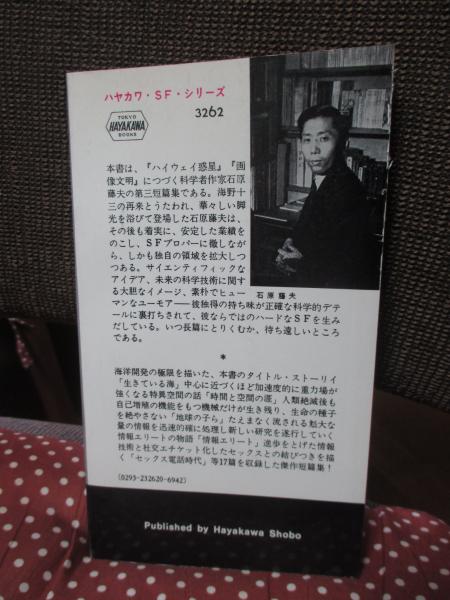 ハヤカワ・SF・シリーズ
3262
TOKYO
HAYAKAWA
BOOKS
本書は、『ハイウェイ惑星』『画
像文明』につづく科学者作家石原
藤夫の第三短篇集である。海野十
三の再来とうたわれ、華々しい脚
光を浴びて登場した石原藤夫は、
その後も着実に、安定した業績を
のこし、SFプロパーに徹しなが
ら、しかも独自の領域を拡大しつ
つある。サイエンティフィックな
アイデア、未来の科学技術に関す
る大胆なイメージ、素朴でヒュー
マンなユーモア——彼独得の持ち味が正確な科学的デテ
ールに裏打ちされて、彼ならではのハードなSFを生み
だしている。いつ長篇にとりくむか、待ち遠しいところ
である。
石原藤夫
*
海洋開発の極限を描いた、本書のタイトル・ストーリイ
「生きている海」中心に近づくほど加速度的に重力場が
強くなる特異空間の話「時間と空間の涯」人類絶滅後も
自己増殖の機能をもつ機械だけが生き残り、生命の種子
を絶やさない「地球の子ら」たえまなく流される尨大な
量の情報を迅速的確に処理し新しい研究を遂行していく
情報エリートの物語「情報エリート」進歩をとげた情報
技術と社交エチケット化したセックスとの結びつきを描
く「セックス電話時代」等17篇を収録した傑作短篇集！
(0293-232620-6942)
Published by Hayakawa Shobo